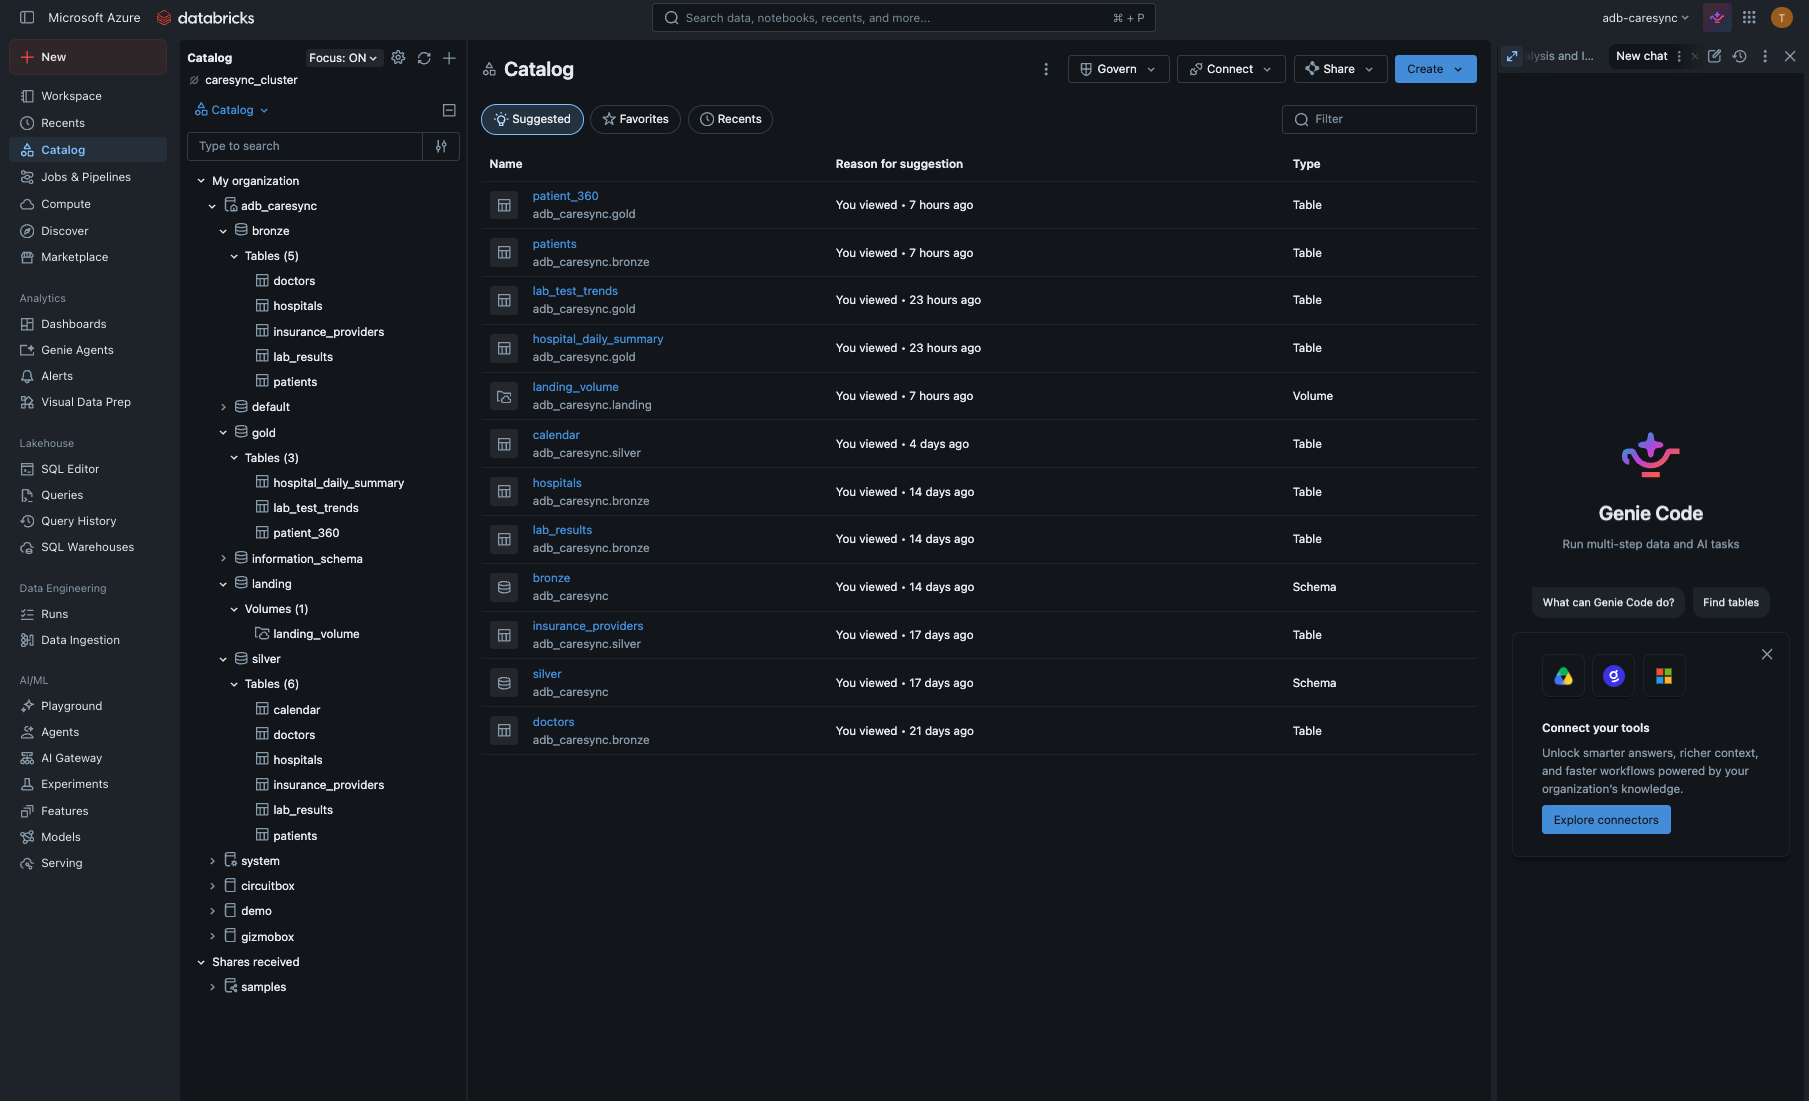 Microsoft Azure
databricks
Search data, notebooks, recents, and more...
⌘ + P
adb-caresync
T
New
Workspace
Recents
Catalog
Jobs & Pipelines
Compute
Discover
Marketplace
Analytics
Dashboards
Genie Agents
Alerts
Visual Data Prep
Lakehouse
SQL Editor
Queries
Query History
SQL Warehouses
Data Engineering
Runs
Data Ingestion
AI/ML
Playground
Agents
AI Gateway
Experiments
Features
Models
Serving
Catalog
Focus: ON
caresync_cluster
Catalog
Type to search
My organization
adb_caresync
bronze
Tables (5)
doctors
hospitals
insurance_providers
lab_results
patients
default
gold
Tables (3)
hospital_daily_summary
lab_test_trends
patient_360
information_schema
landing
Volumes (1)
landing_volume
silver
Tables (6)
calendar
doctors
hospitals
insurance_providers
lab_results
patients
system
circuitbox
demo
gizmobox
Shares received
samples
Catalog
Govern
Connect
Share
Create
Suggested
Favorites
Recents
Filter
Name Reason for suggestion Type
patient_360
adb_caresync.gold
You viewed • 7 hours ago
Table
patients
adb_caresync.bronze
You viewed • 7 hours ago
Table
lab_test_trends
adb_caresync.gold
You viewed • 23 hours ago
Table
hospital_daily_summary
adb_caresync.gold
You viewed • 23 hours ago
Table
landing_volume
adb_caresync.landing
You viewed • 7 hours ago
Volume
calendar
adb_caresync.silver
You viewed • 4 days ago
Table
hospitals
adb_caresync.bronze
You viewed • 14 days ago
Table
lab_results
adb_caresync.bronze
You viewed • 14 days ago
Table
bronze
adb_caresync
You viewed • 14 days ago
Schema
insurance_providers
adb_caresync.silver
You viewed • 17 days ago
Table
silver
adb_caresync
You viewed • 17 days ago
Schema
doctors
adb_caresync.bronze
You viewed • 21 days ago
Table
alysis and I...
New chat
Genie Code
Run multi-step data and AI tasks
What can Genie Code do?
Find tables
Connect your tools
Unlock smarter answers, richer context,
and faster workflows powered by your
organization's knowledge.
Explore connectors